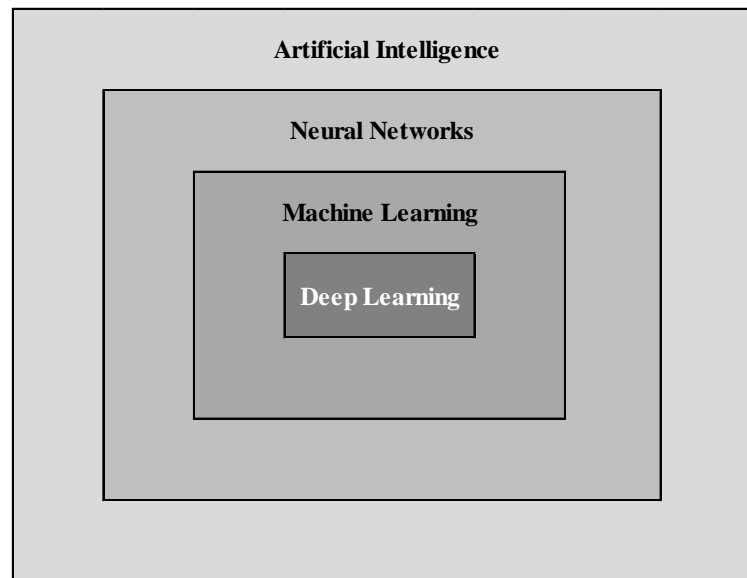 Artificial Intelligence
Neural Networks
Machine Learning
Deep Learning